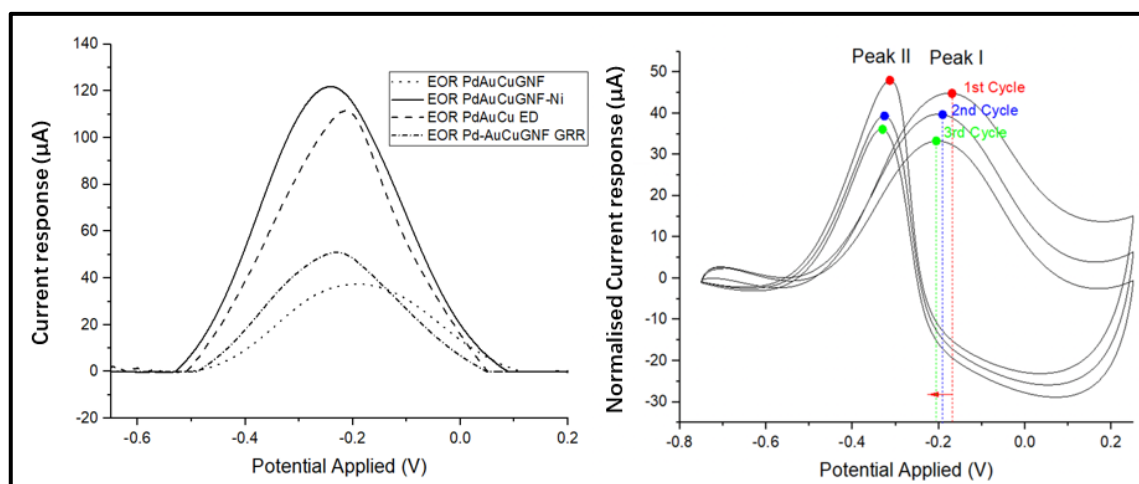 140
120
100
80
60
40
20
0
-20
-0.6
-0.4
-0.2
0.0
0.2
Current response (µA)
Potential Applied (V)
EOR PdAuCuGNF
EOR PdAuCuGNF-Ni
EOR PdAuCu ED
EOR Pd-AuCuGNF GRR
Peak II
Peak I
1st Cycle
2nd Cycle
3rd Cycle
50
40
30
20
10
0
-10
-20
-30
-0.8
-0.6
-0.4
-0.2
0.0
Normalised Current response (µA)
Potential Applied (V)